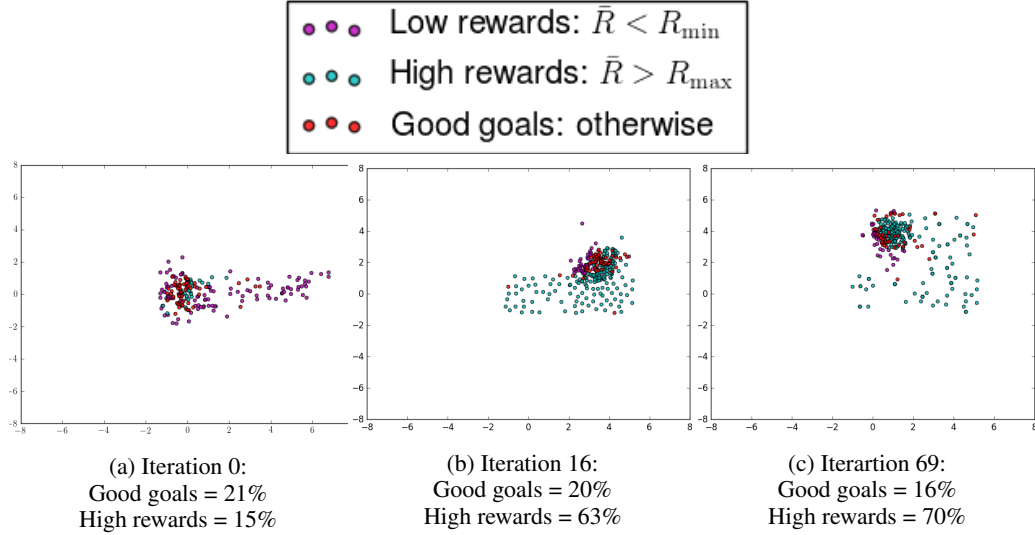 Low rewards: R̄ < R_min
High rewards: R̄ > R_max
Good goals: otherwise
8
6
4
2
0
−2
−4
−6
−8
−8 −6 −4 −2 0 2 4 6
8
6
4
2
0
−2
−4
−6
−8
−8 −6 −4 −2 0 2 4 6 8
8
6
4
2
0
−2
−4
−6
−8
−8 −6 −4 −2 0 2 4 6 8
(a) Iteration 0:
Good goals = 21%
High rewards = 15%
(b) Iteration 16:
Good goals = 20%
High rewards = 63%
(c) Iterartion 69:
Good goals = 16%
High rewards = 70%